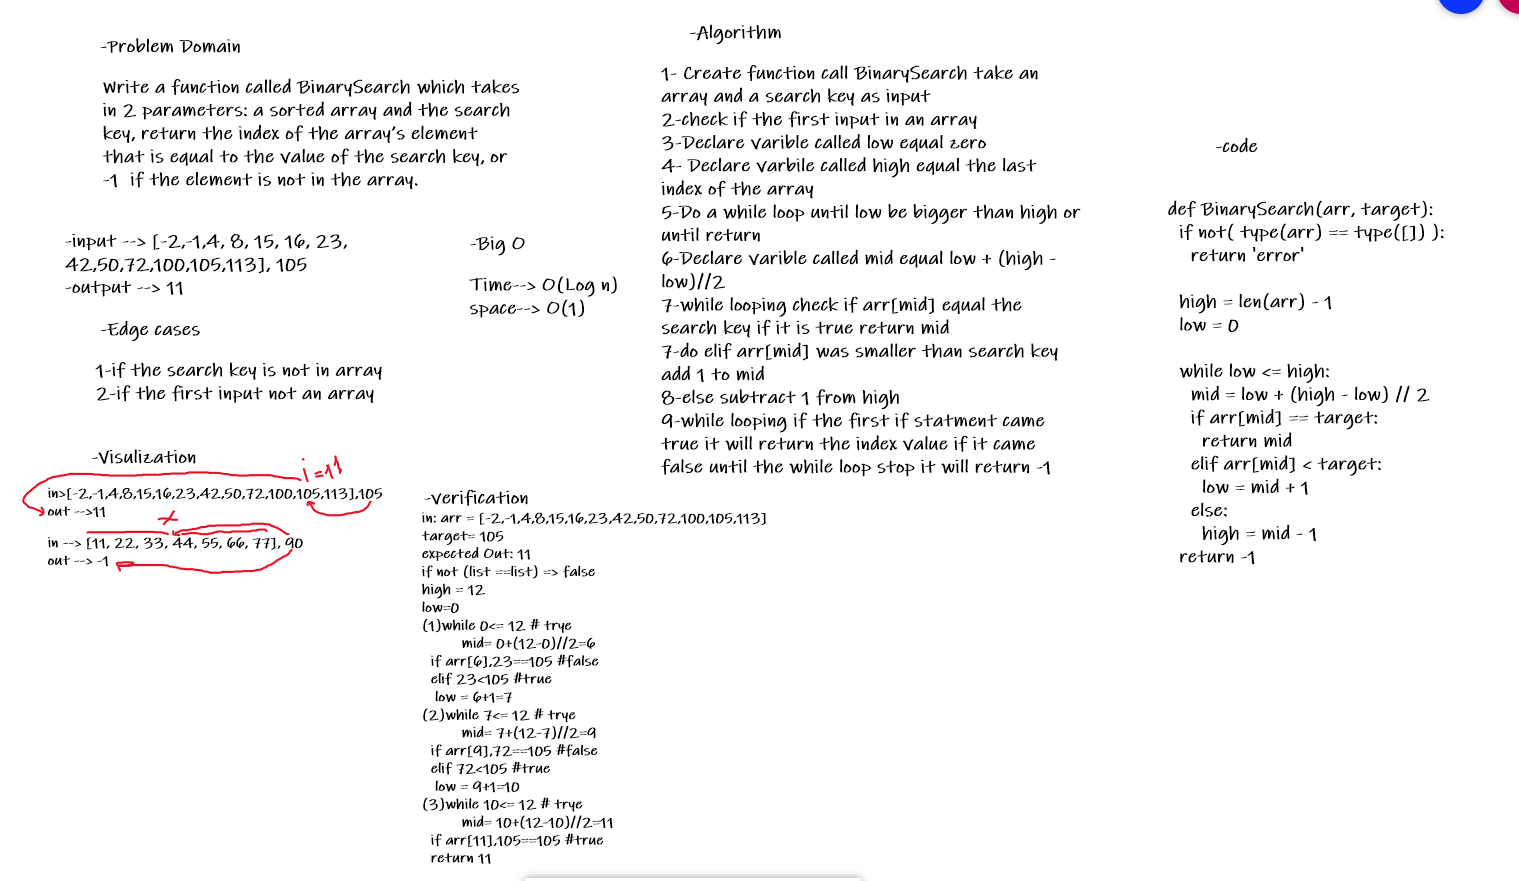 -Problem Domain
Write a function called BinarySearch which takes
in 2 parameters: a sorted array and the search
key, return the index of the array's element
that is equal to the value of the search key, or
-1 if the element is not in the array.
-input --> [-2,-1,4, 8, 15, 16, 23,
42,50,72,100,105,113], 105
-output --> 11
-Edge cases
1-if the search key is not in array
2-if the first input not an array
-Visulization
i=11
in>[-2,-1,4,8,15,16,23,42,50,72,100,105,113],105
out -->11
x
in --> [11, 22, 33, 44, 55, 66, 77], 90
out --> -1
-Big O
Time--> O(Log n)
space--> O(1)
-verification
in: arr = [-2,-1,4,8,15,16,23,42,50,72,100,105,113]
target= 105
expected Out: 11
if not (list ==list) => false
high = 12
low=0
(1)while 0<= 12 # trye
mid= 0+(12-0)//2=6
if arr[6],23==105 #false
elif 23<105 #true
low = 6+1=7
(2)while 7<= 12 # trye
mid= 7+(12-7)//2=9
if arr[9],72==105 #false
elif 72<105 #true
low = 9+1=10
(3)while 10<= 12 # trye
mid= 10+(12-10)//2=11
if arr[11],105==105 #true
return 11
-Algorithm
1- Create function call BinarySearch take an
array and a search key as input
2-check if the first input in an array
3-Declare varible called low equal zero
4- Declare varbile called high equal the last
index of the array
5-Do a while loop until low be bigger than high or
until return
6-Declare varible called mid equal low + (high -
low)//2
7-while looping check if arr[mid] equal the
search key if it is true return mid
7-do elif arr[mid] was smaller than search key
add 1 to mid
8-else subtract 1 from high
9-while looping if the first if statment came
true it will return the index value if it came
false until the while loop stop it will return -1
-code
def BinarySearch(arr, target):
if not( type(arr) == type([]) ):
return 'error'
high = len(arr) - 1
low = 0
while low <= high:
mid = low + (high - low) // 2
if arr[mid] == target:
return mid
elif arr[mid] < target:
low = mid + 1
else:
high = mid - 1
return -1